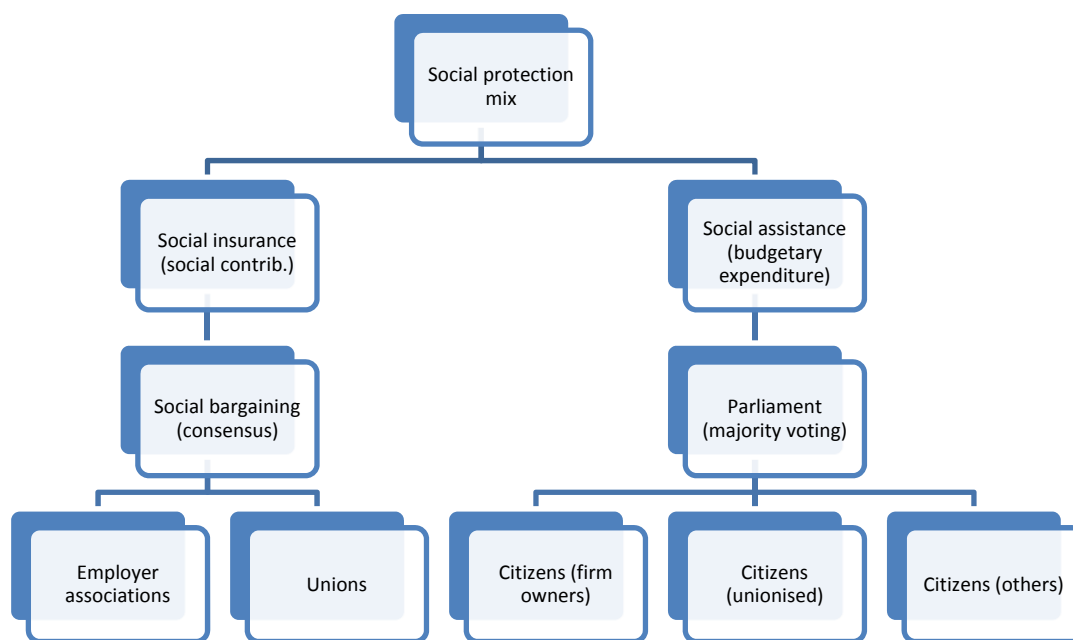 Social protection
mix
Social insurance
(social contrib.)
Social assistance
(budgetary
expenditure)
Social bargaining
(consensus)
Parliament
(majority voting)
Employer
associations
Unions
Citizens (firm
owners)
Citizens
(unionised)
Citizens (others)